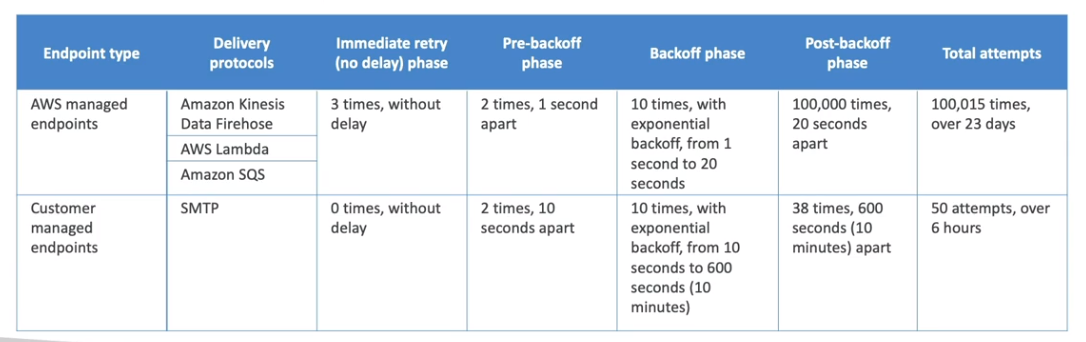 Endpoint type
Delivery
protocols
Immediate retry
(no delay) phase
Pre-backoff
phase
Backoff phase
Post-backoff
phase
Total attempts
AWS managed
endpoints
Amazon Kinesis
Data Firehose
AWS Lambda
Amazon SQS
3 times, without
delay
2 times, 1 second
apart
10 times, with
exponential
backoff, from 1
second to 20
seconds
100,000 times,
20 seconds
apart
100,015 times,
over 23 days
Customer
managed
endpoints
SMTP
0 times, without
delay
2 times, 10
seconds apart
10 times, with
exponential
backoff, from 10
seconds to 600
seconds (10
minutes)
38 times, 600
seconds (10
minutes) apart
50 attempts, over
6 hours